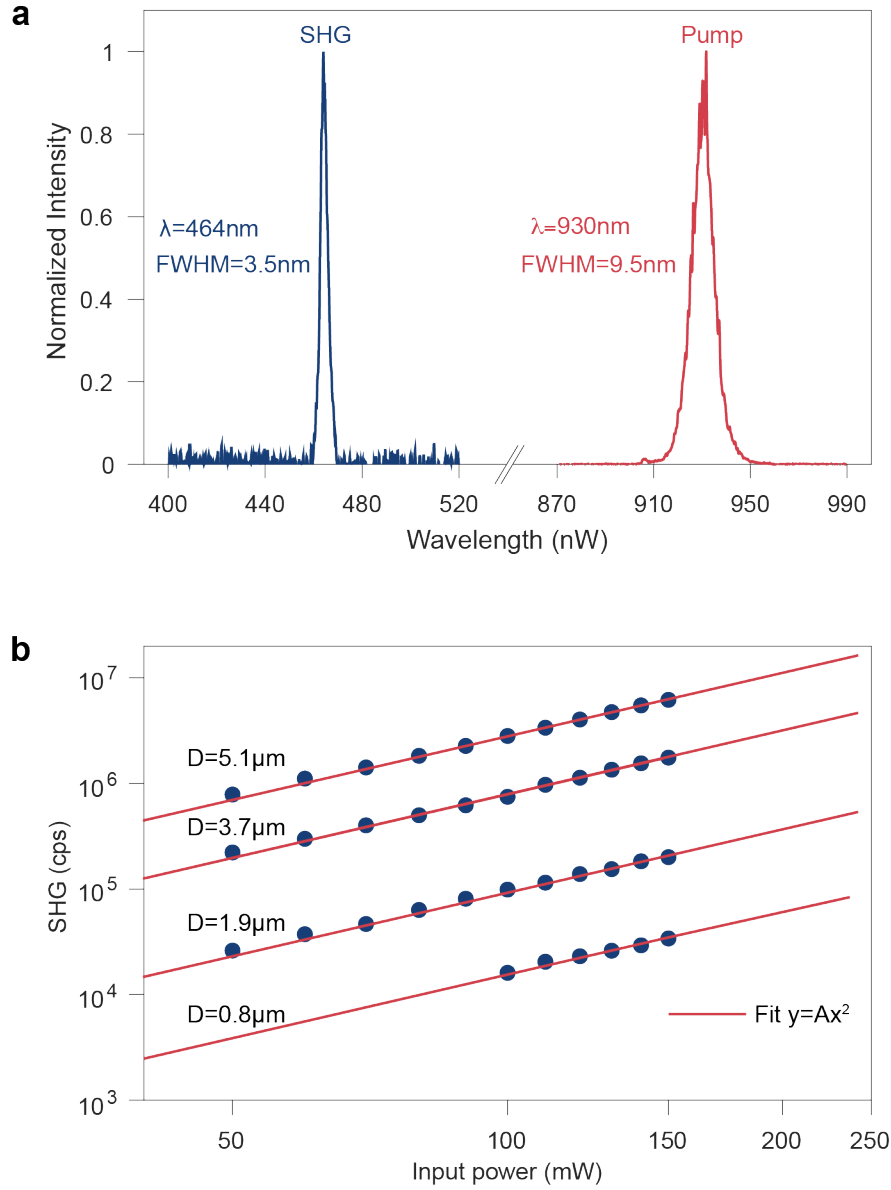 a
SHG
Pump
1
0.8
0.6
0.4
0.2
0
Normalized Intensity
λ=464nm
FWHM=3.5nm
λ=930nm
FWHM=9.5nm
400
440
480
520
870
910
950
990
Wavelength (nW)
b
10⁷
10⁶
10⁵
10⁴
10³
SHG (cps)
D=5.1μm
D=3.7μm
D=1.9μm
D=0.8μm
Fit y=Ax²
50
100
150
200
250
Input power (mW)